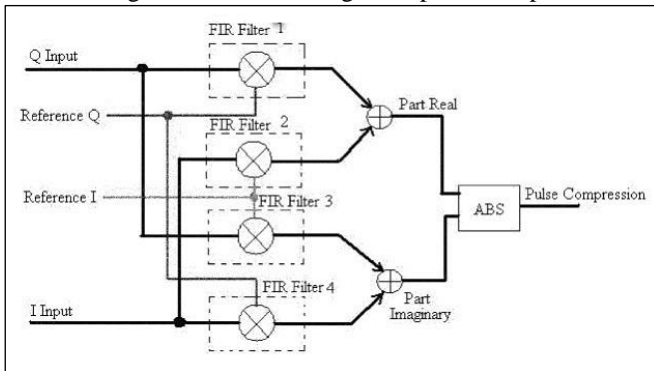 FIR Filter 1
Q Input
Part Real
Reference Q
FIR Filter 2
Reference I
FIR Filter 3
ABS
Pulse Compression
FIR Filter 4
I Input
Part
Imaginary